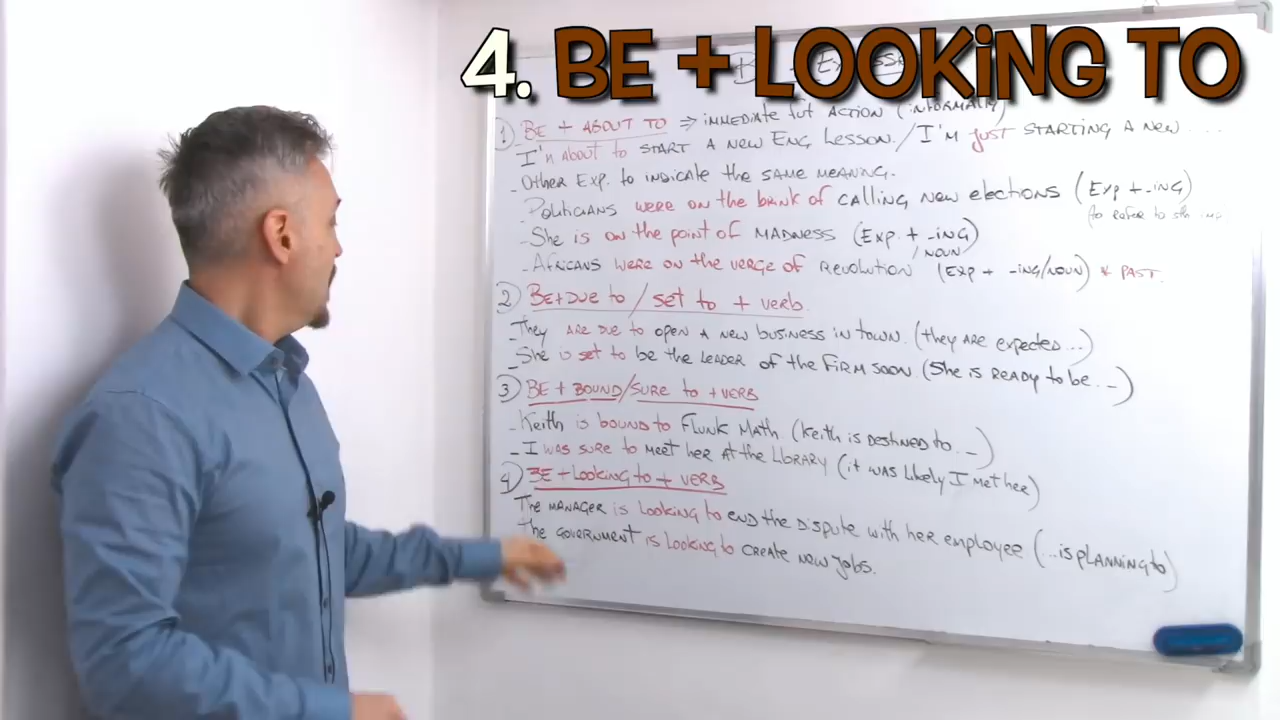 4. BE + LOOKING TO
1) BE + ABOUT TO ⇒ IMMEDIATE FUT ACTION (INFORMALLY)
I'm about to START A NEW ENG LESSON. / I'M JUST STARTING A NEW ....
- Other Exp. to indicate the SAME MEANING.
- Politicians were on the brink of calling new elections (Exp + -ing)
to refer to sth
- She is on the point of MADNESS (Exp. + -ing)
/ NOUN
- Africans were on the verge of Revolution (Exp + -ing/NOUN) * PAST.
2) BE + Due to / set to + verb.
- They are due to open a new business in town. (they are expected ...)
- She is set to be the leader of the firm soon. (She is ready to be ...)
3) BE + BOUND/SURE to + VERB
- Keith is bound to Flunk Math. (Keith is destined to ...)
- I was sure to meet her at the library (it was likely I met her)
4) BE + Looking to + VERB
The manager is looking to end the dispute with her employee (...is planning to)
The government is looking to create new jobs.